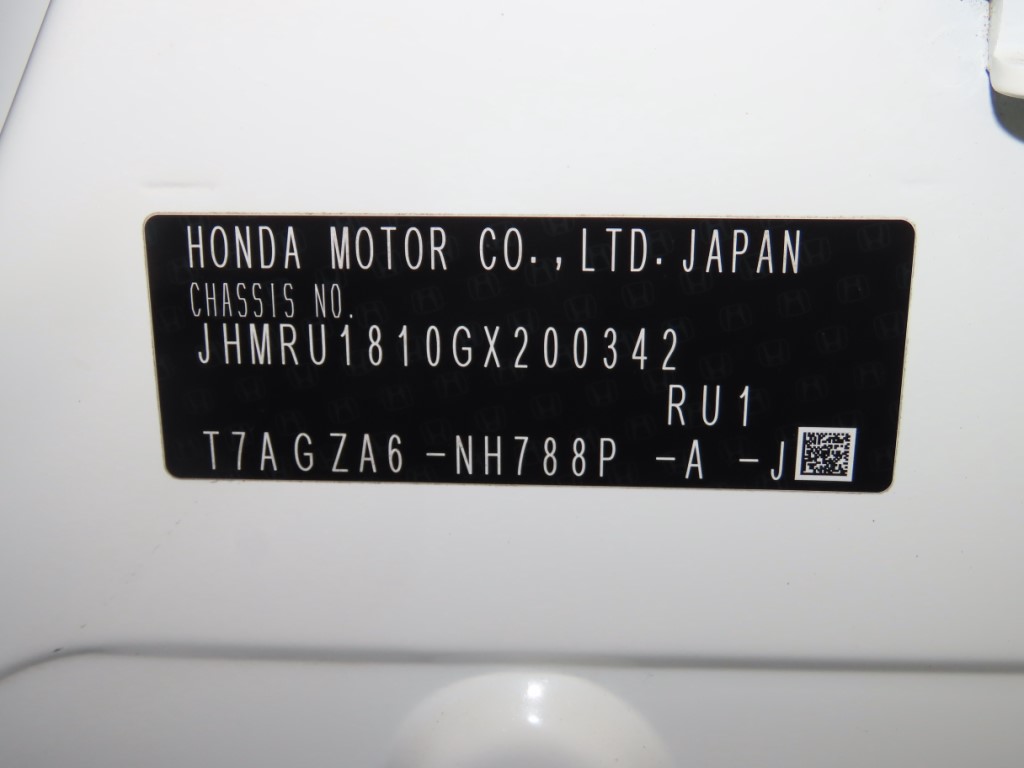 HONDA MOTOR CO.,LTD. JAPAN
CHASSIS NO.
JHMRU1810GX200342
RU1
T7AGZA6 -NH788P -A -J